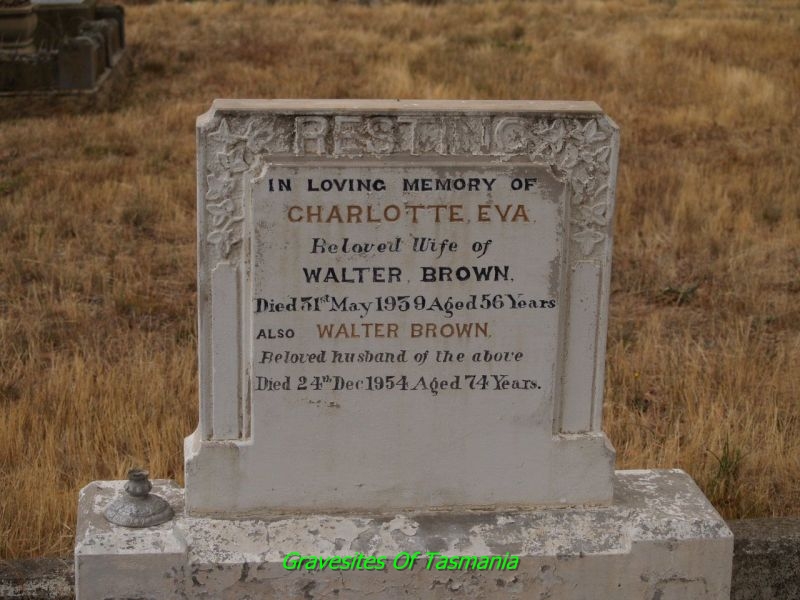 RESTING
IN LOVING MEMORY OF
CHARLOTTE. EVA.
Beloved Wife of
WALTER. BROWN.
Died 31st May 1939 Aged 56 Years
ALSO WALTER BROWN.
Beloved husband of the above
Died 24th Dec 1954 Aged 74 Years.
Gravesites Of Tasmania